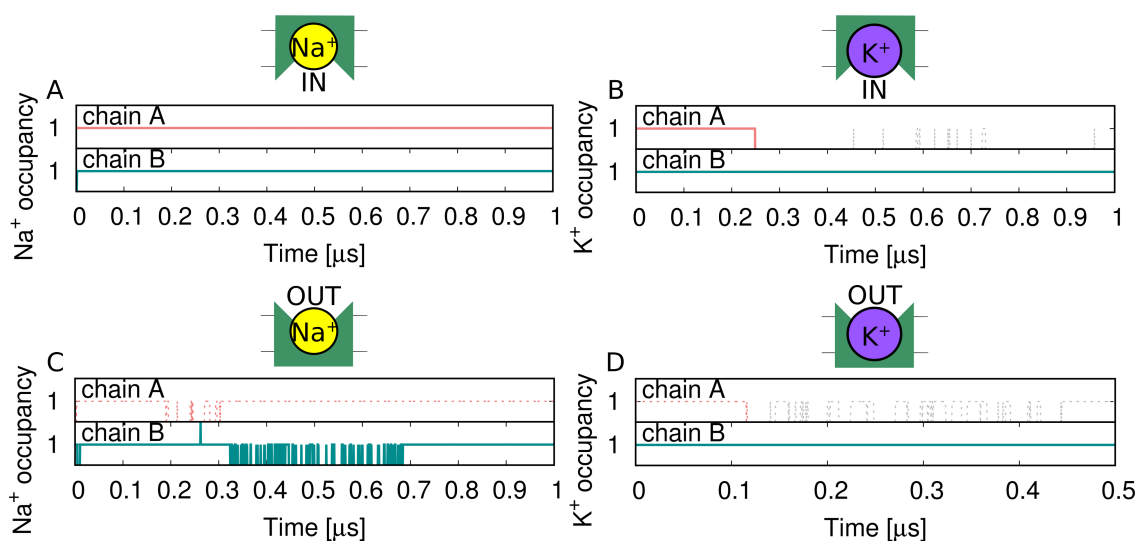 Na⁺
IN
K⁺
IN
A
B
Na⁺ occupancy
chain A
1
chain B
1
0 0.1 0.2 0.3 0.4 0.5 0.6 0.7 0.8 0.9 1
Time [μs]
K⁺ occupancy
chain A
1
chain B
1
0 0.1 0.2 0.3 0.4 0.5 0.6 0.7 0.8 0.9 1
Time [μs]
OUT
Na⁺
OUT
K⁺
C
D
Na⁺ occupancy
chain A
1
chain B
1
0 0.1 0.2 0.3 0.4 0.5 0.6 0.7 0.8 0.9 1
Time [μs]
K⁺ occupancy
chain A
1
chain B
1
0 0.1 0.2 0.3 0.4 0.5
Time [μs]